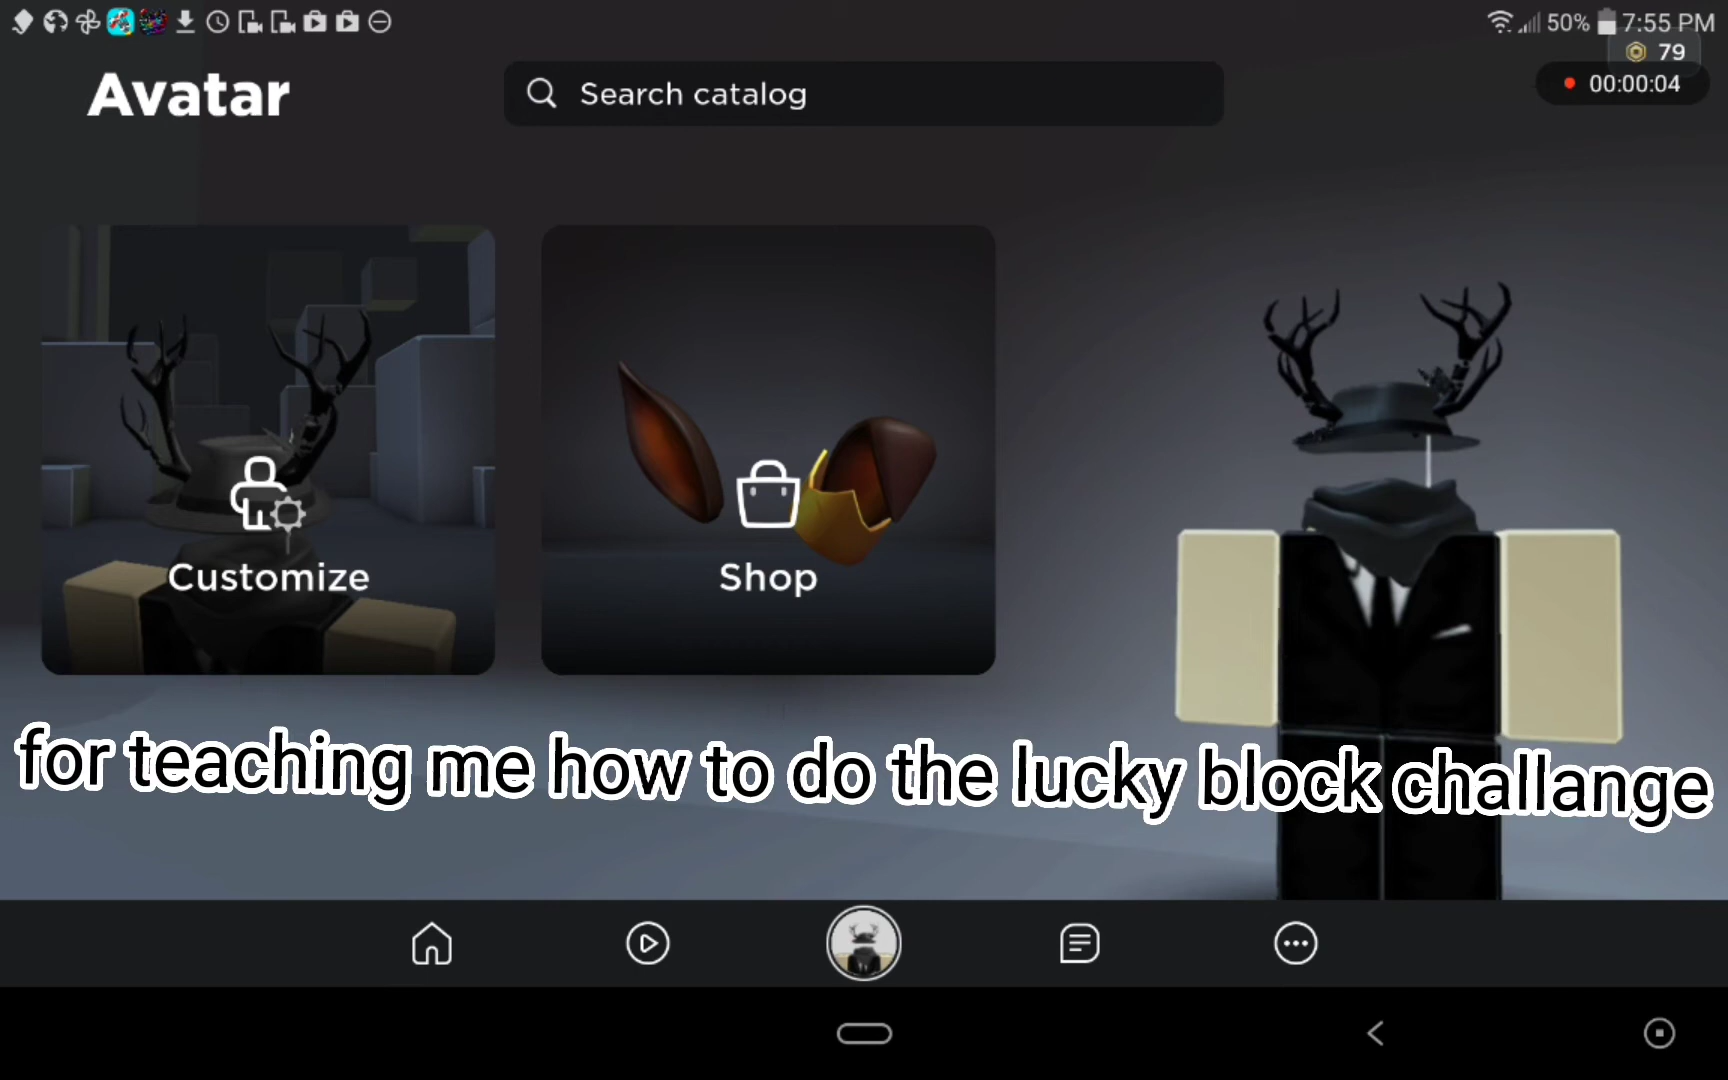 50% 7:55 PM
79
Avatar
Search catalog
00:00:04
Customize
Shop
for teaching me how to do the lucky block challange